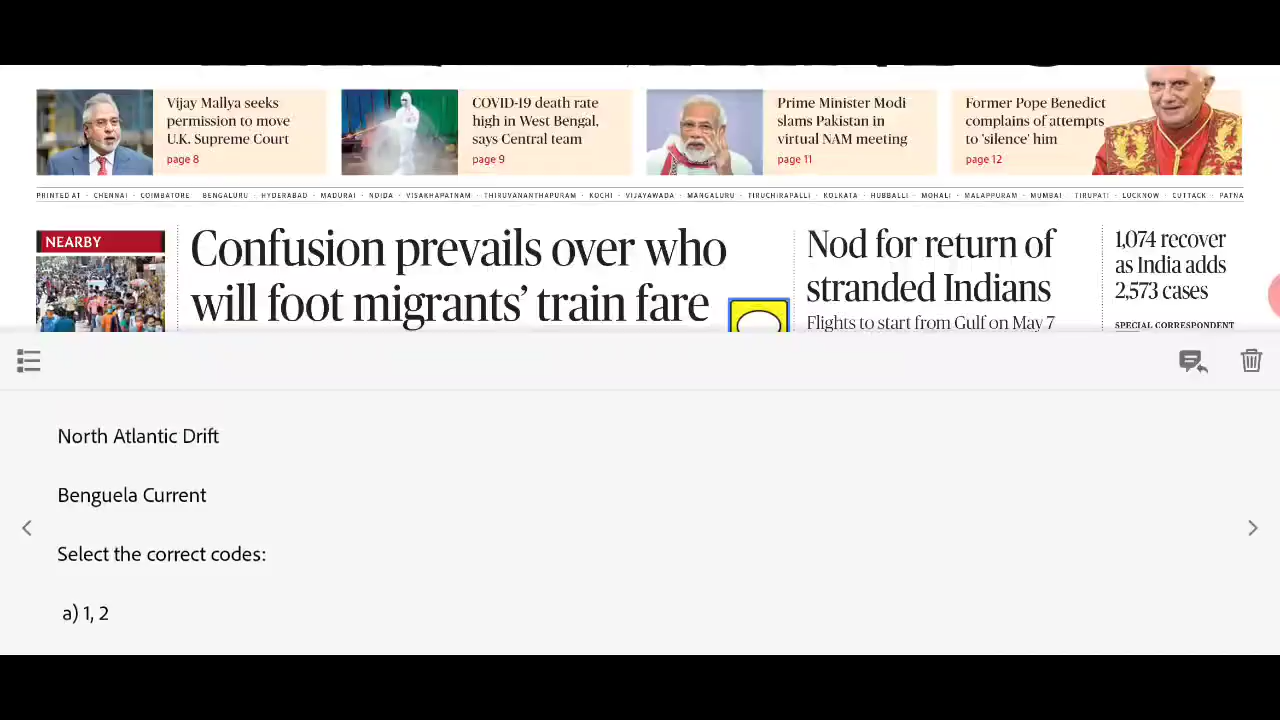 Vijay Mallya seeks
permission to move
U.K. Supreme Court
page 8
COVID-19 death rate
high in West Bengal,
says Central team
page 9
Prime Minister Modi
slams Pakistan in
virtual NAM meeting
page 11
Former Pope Benedict
complains of attempts
to 'silence' him
page 12
PRINTED AT · CHENNAI · COIMBATORE · BENGALURU · HYDERABAD · MADURAI · NOIDA · VISAKHAPATNAM · THIRUVANANTHAPURAM · KOCHI · VIJAYAWADA · MANGALURU · TIRUCHIRAPALLI · KOLKATA · HUBBALLI · MOHALI · MALAPPURAM · MUMBAI · TIRUPATI · LUCKNOW · CUTTACK · PATNA
NEARBY
Confusion prevails over who
will foot migrants’ train fare
Nod for return of
stranded Indians
Flights to start from Gulf on May 7
1,074 recover
as India adds
2,573 cases
SPECIAL CORRESPONDENT
North Atlantic Drift
Benguela Current
Select the correct codes:
a) 1, 2